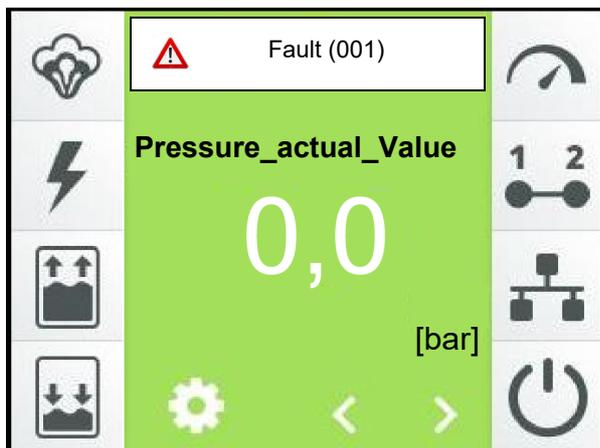 Fault (001)
Pressure_actual_Value
1 2
0,0
[bar]